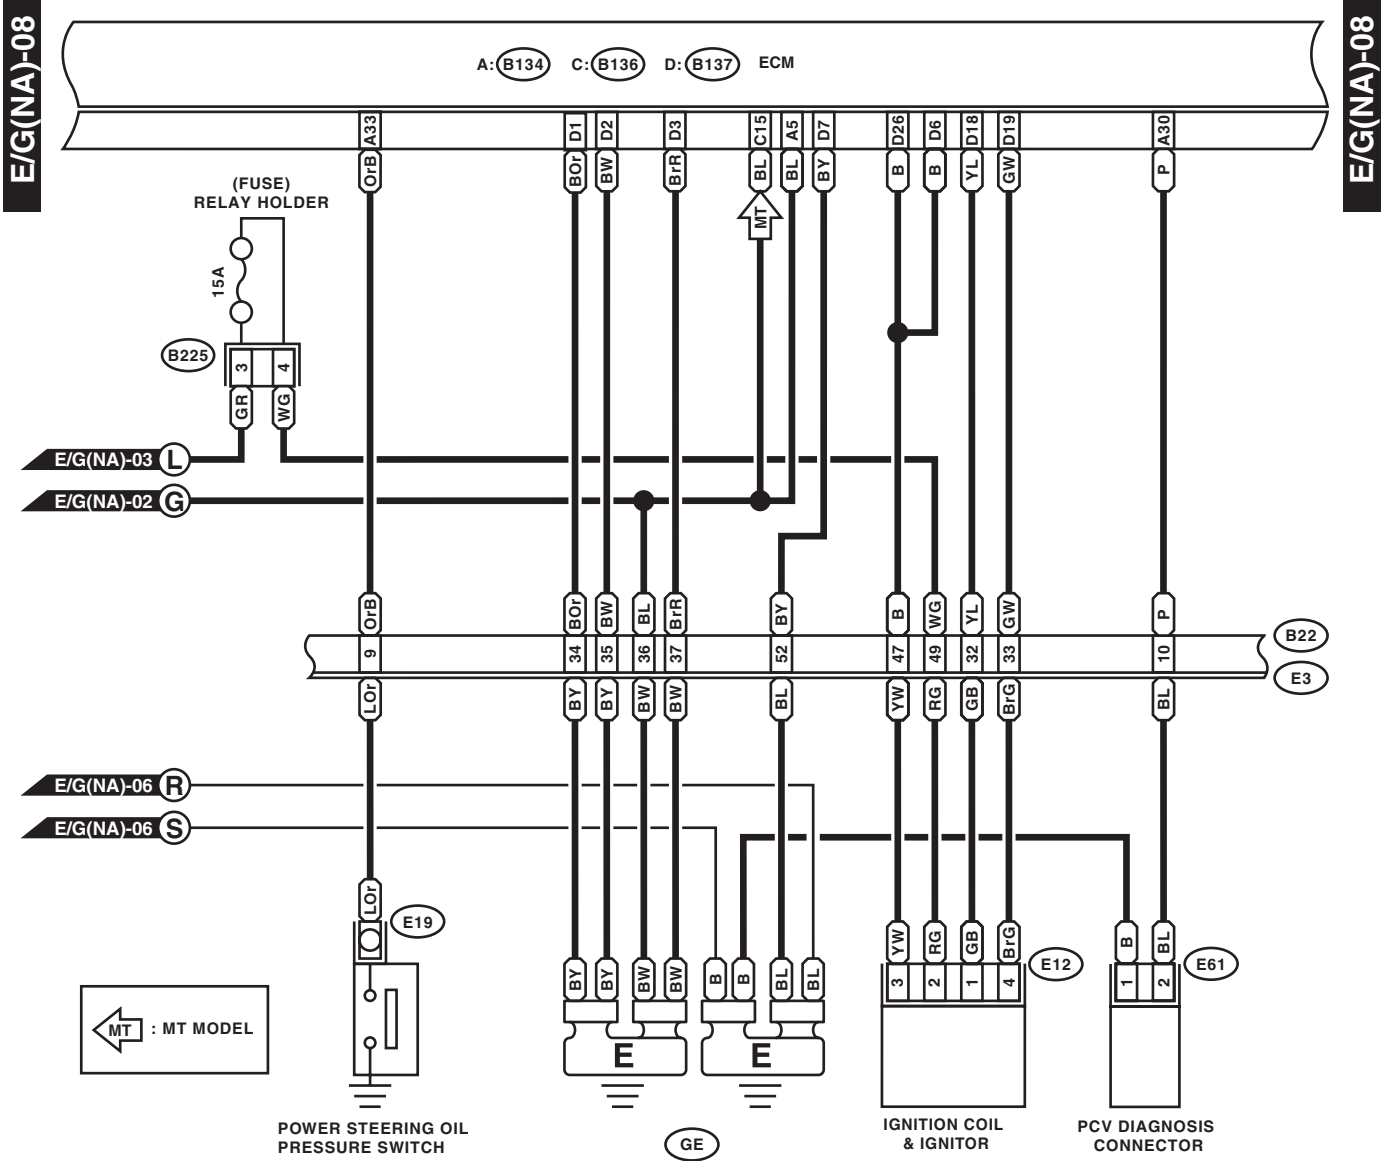 E/G(NA)-08
E/G(NA)-08
A: B134 C: B136 D: B137 ECM
A33 D1 D2 D3 C15 A5 D7 D26 D6 D18 D19 A30
OrB BOr BW BrR BL BL BY B B YL GW P
(FUSE)
RELAY HOLDER
MT
15A
B225
3 4
GR WG
E/G(NA)-03 L
E/G(NA)-02 G
OrB BOr BW BL BrR BY B WG YL GW P
9 34 35 36 37 52 47 49 32 33 10
B22
E3
LOr BY BY BW BW BL YW RG GB BrG BL
E/G(NA)-06 R
E/G(NA)-06 S
LOr
E19
YW RG GB BrG
B BL
BY BY BW BW B B BL BL
3 2 1 4
E12
1 2
E61
MT : MT MODEL
E E
POWER STEERING OIL
PRESSURE SWITCH
GE
IGNITION COIL
& IGNITOR
PCV DIAGNOSIS
CONNECTOR